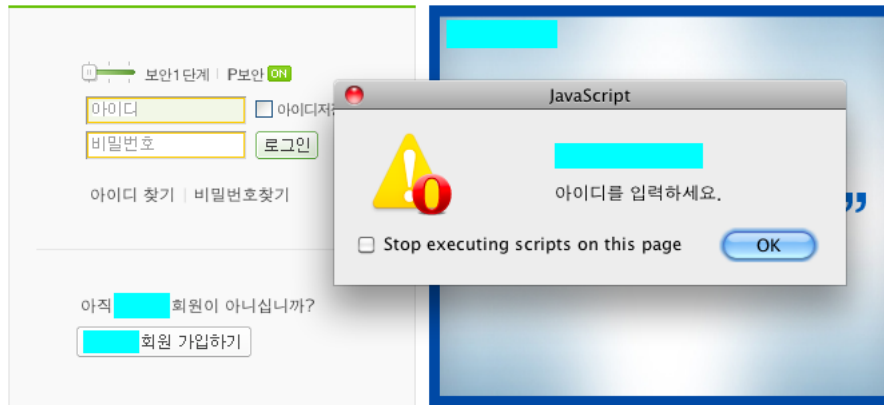 보안1단계 | P보안 ON
아이디
아이디저
비밀번호
로그인
아이디 찾기 | 비밀번호찾기
아직 회원이 아니십니까?
회원 가입하기
JavaScript
아이디를 입력하세요.
Stop executing scripts on this page
OK
”